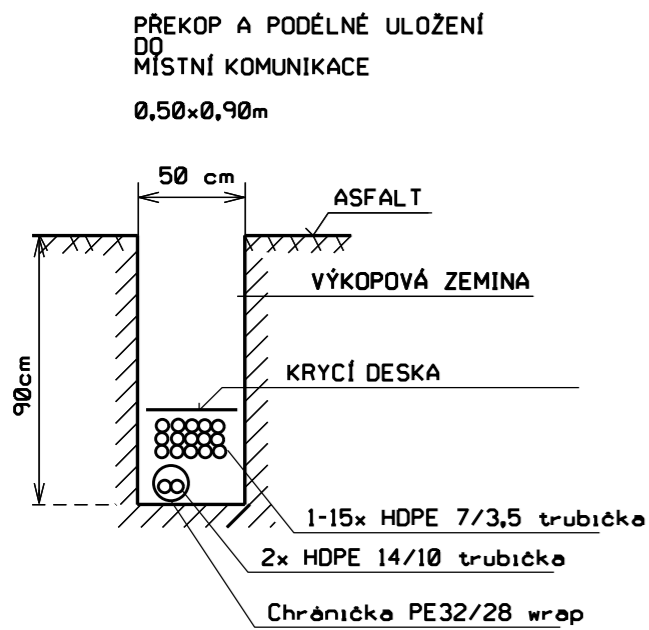 PŘEKOP A PODÉLNÉ ULOŽENÍ
DO
MÍSTNÍ KOMUNIKACE
0,50x0,90m
50 cm
ASFALT
VÝKOPOVÁ ZEMINA
KRYCÍ DESKA
90cm
1-15x HDPE 7/3,5 trubička
2x HDPE 14/10 trubička
Chránička PE32/28 wrap